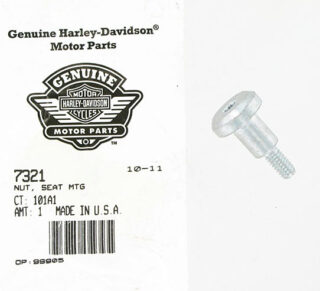 Genuine Harley-Davidson®
Motor Parts
GENUINE
MOTOR
HARLEY-DAVIDSON
CYCLES
MOTOR PARTS
7321
10-11
NUT, SEAT MTG
CT: 101A1
AMT: 1 MADE IN U.S.A.
OP: 99905